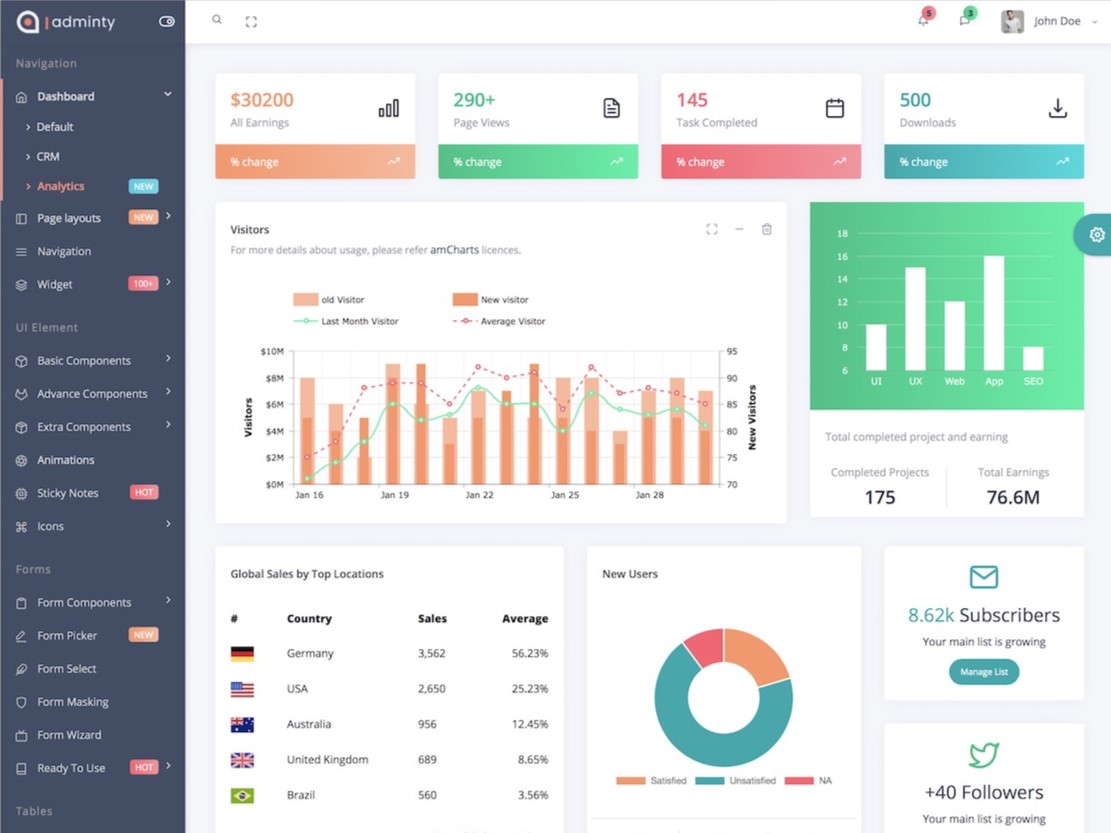 adminty
5
3
John Doe
Navigation
Dashboard
Default
CRM
Analytics NEW
Page layouts NEW
Navigation
Widget 100+
UI Element
Basic Components
Advance Components
Extra Components
Animations
Sticky Notes HOT
Icons
Forms
Form Components
Form Picker NEW
Form Select
Form Masking
Form Wizard
Ready To Use HOT
Tables
$30200
All Earnings
% change
290+
Page Views
% change
145
Task Completed
% change
500
Downloads
% change
Visitors
For more details about usage, please refer amCharts licences.
old Visitor New visitor
Last Month Visitor Average Visitor
$10M 95
$8M 90
$6M 85
$4M 80
$2M 75
$0M 70
Visitors
New Visitors
Jan 16 Jan 19 Jan 22 Jan 25 Jan 28
18
16
14
12
10
8
6
UI UX Web App SEO
Total completed project and earning
Completed Projects Total Earnings
175 76.6M
Global Sales by Top Locations
# Country Sales Average
Germany 3,562 56.23%
USA 2,650 25.23%
Australia 956 12.45%
United Kingdom 689 8.65%
Brazil 560 3.56%
New Users
Satisfied Unsatisfied NA
8.62k Subscribers
Your main list is growing
Manage List
+40 Followers
Your main list is growing